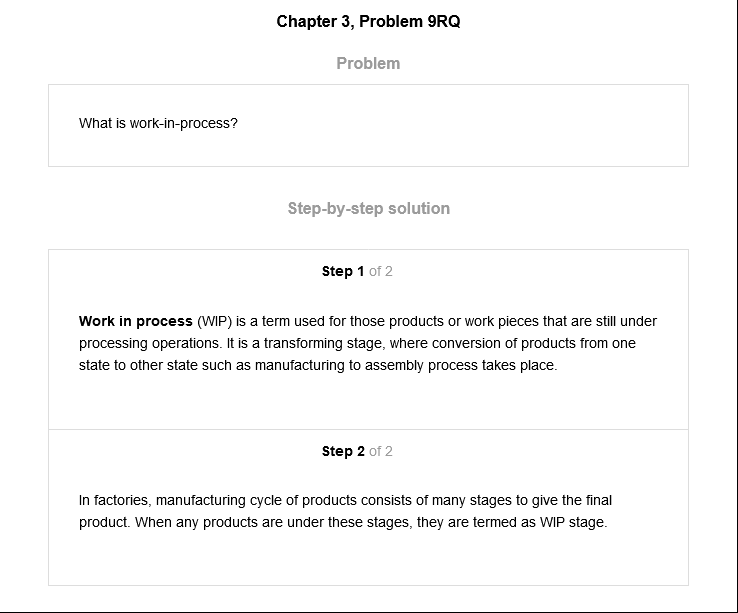 Chapter 3, Problem 9RQ
Problem
What is work-in-process?
Step-by-step solution
Step 1 of 2
Work in process (WIP) is a term used for those products or work pieces that are still under
processing operations. It is a transforming stage, where conversion of products from one
state to other state such as manufacturing to assembly process takes place.
Step 2 of 2
In factories, manufacturing cycle of products consists of many stages to give the final
product. When any products are under these stages, they are termed as WIP stage.